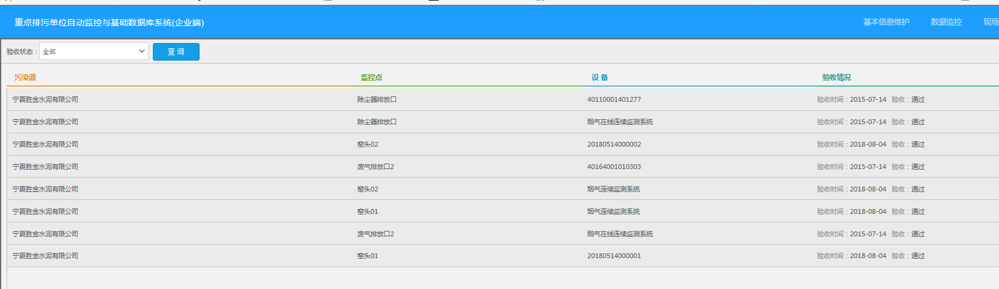 重点排污单位自动监控与基础数据库系统(企业端) 基本信息维护 数据监控 现场
验收状态： 全部 查 询
污染源 监控点 设 备 验收情况
宁夏胜金水泥有限公司 除尘器排放口 40110001401277 验收时间：2015-07-14 验收：通过
宁夏胜金水泥有限公司 除尘器排放口 烟气在线连续监测系统 验收时间：2015-07-14 验收：通过
宁夏胜金水泥有限公司 窑头02 20180514000002 验收时间：2018-08-04 验收：通过
宁夏胜金水泥有限公司 废气排放口2 40164001010303 验收时间：2015-07-14 验收：通过
宁夏胜金水泥有限公司 窑头02 烟气连续监测系统 验收时间：2018-08-04 验收：通过
宁夏胜金水泥有限公司 窑头01 烟气连续监测系统 验收时间：2018-08-04 验收：通过
宁夏胜金水泥有限公司 废气排放口2 烟气在线连续监测系统 验收时间：2015-07-14 验收：通过
宁夏胜金水泥有限公司 窑头01 20180514000001 验收时间：2018-08-04 验收：通过